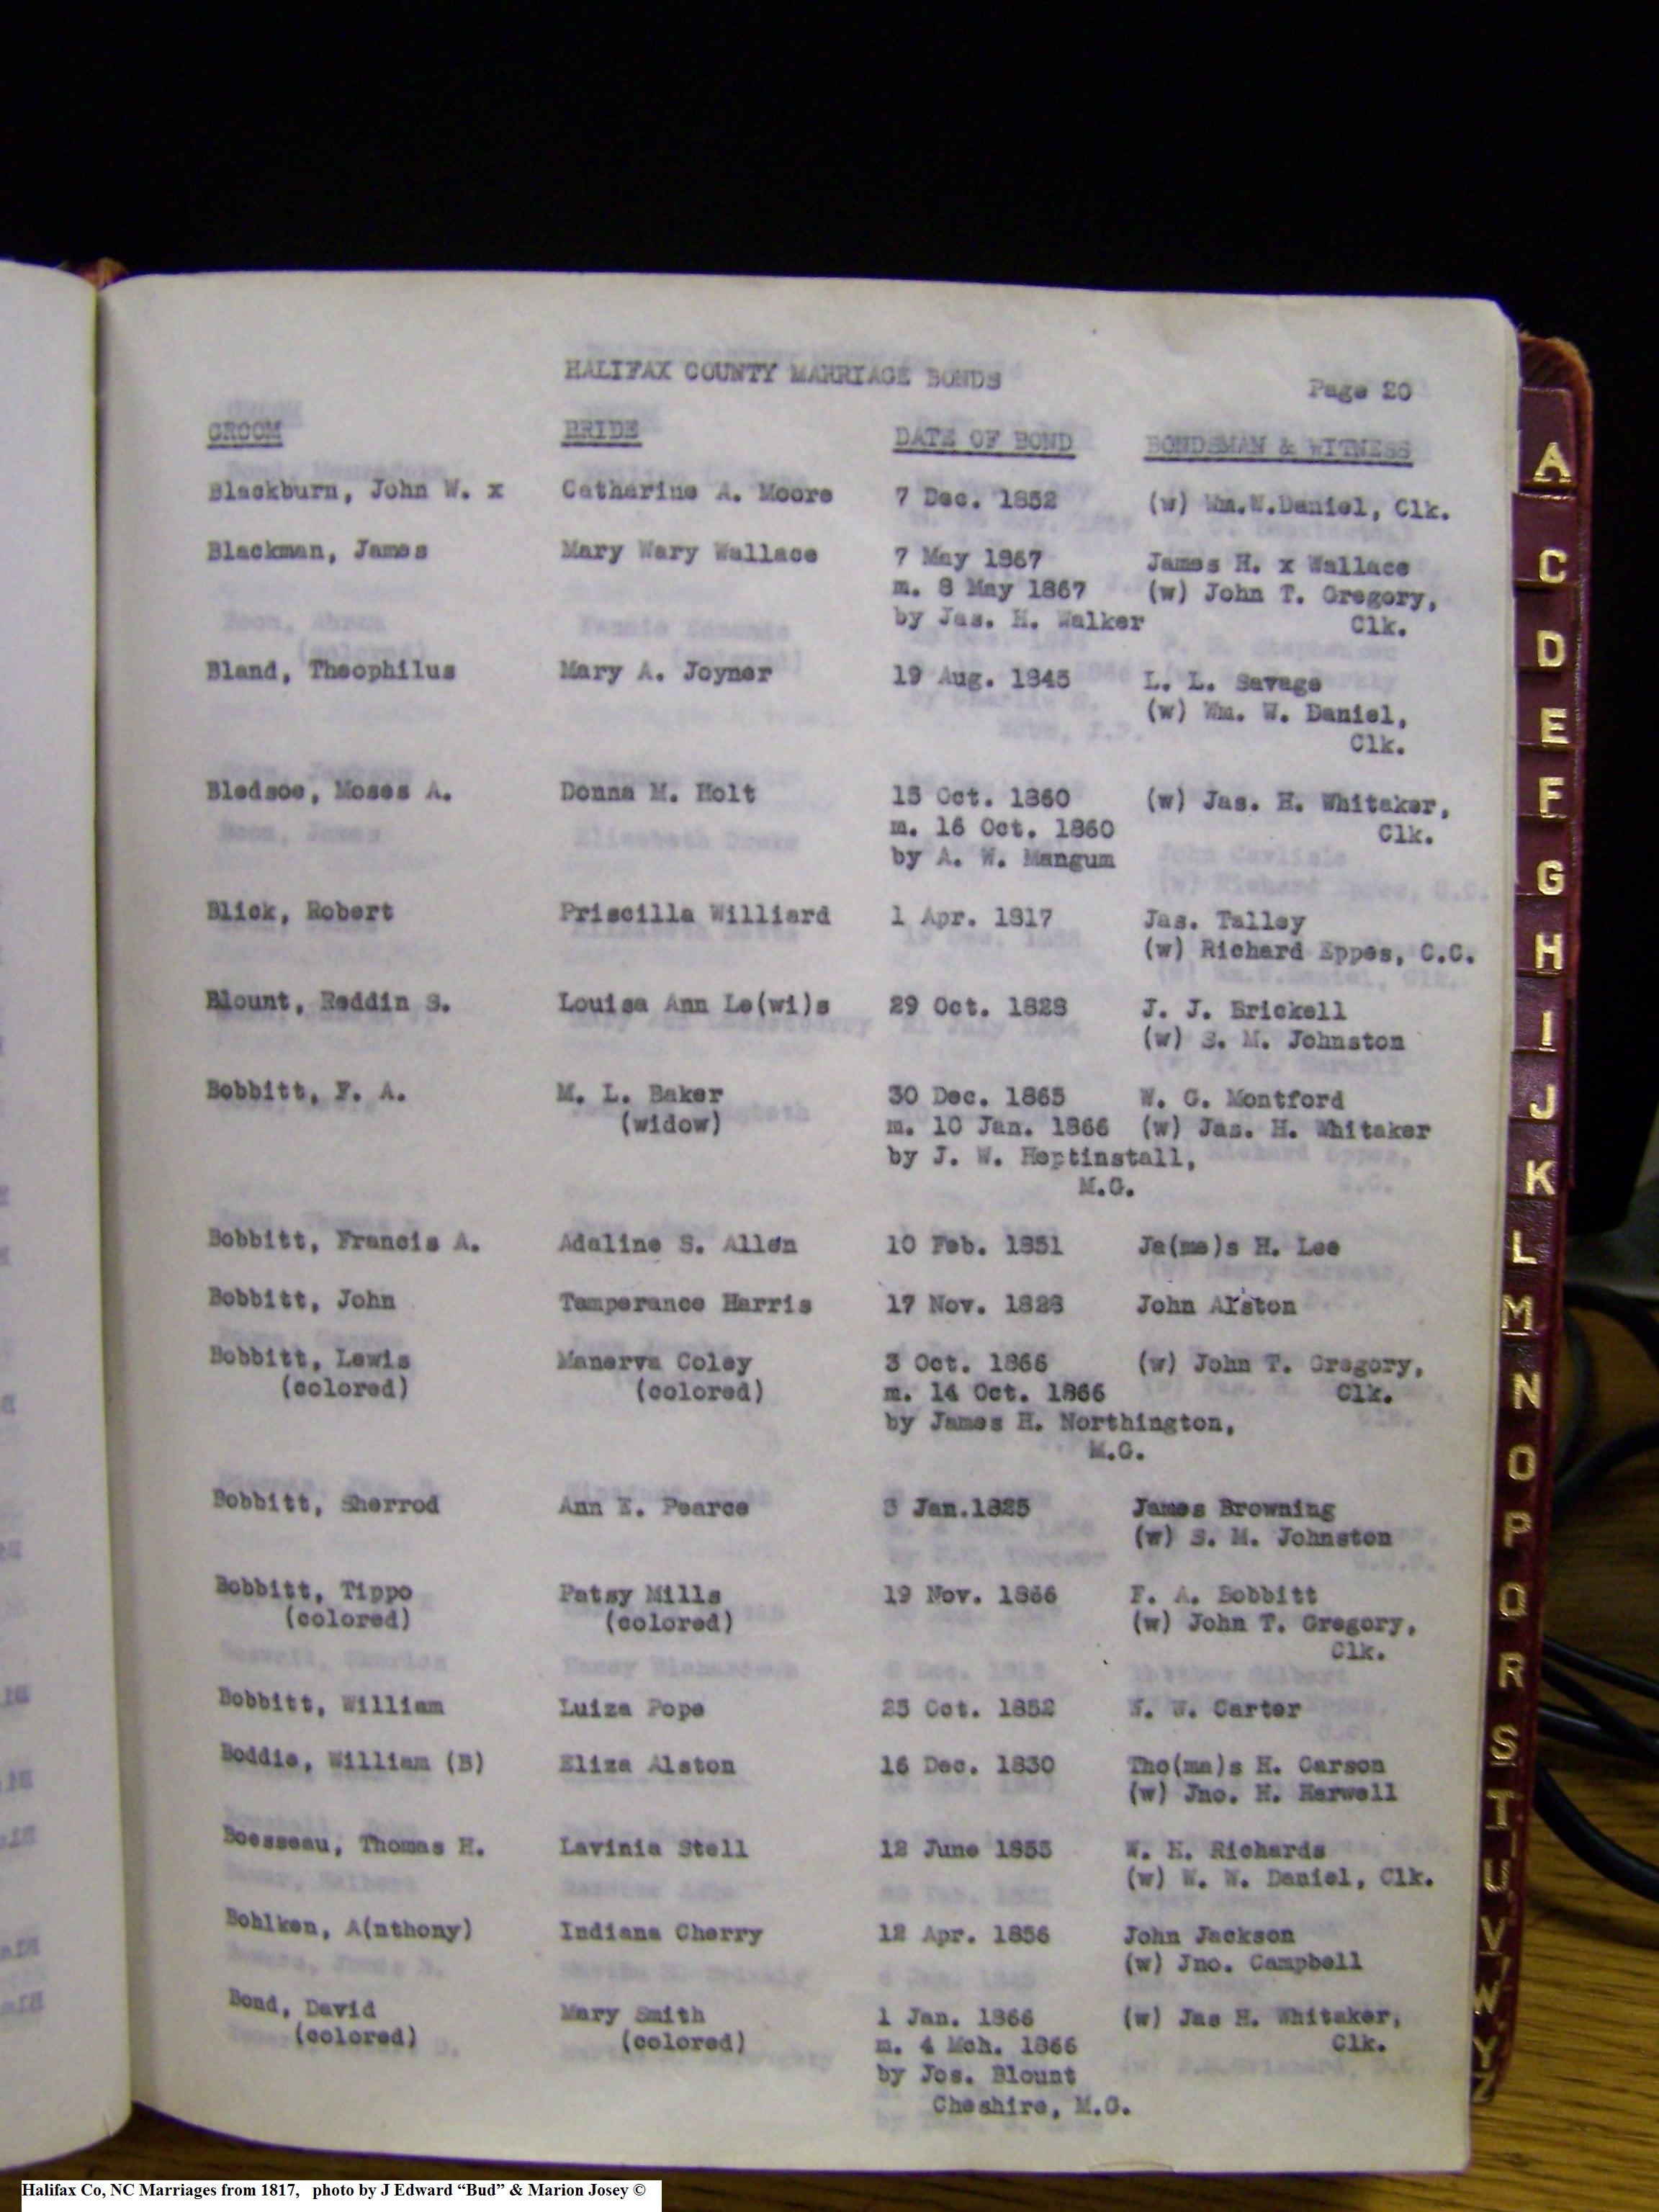 HALIFAX COUNTY MARRIAGE BONDS Page 20
GROOM BRIDE DATE OF BOND BONDSMAN & WITNESS
Blackburn, John W. x Catharine A. Moore 7 Dec. 1852 (w) Wm.W.Daniel, Clk.
Blackman, James Mary Wary Wallace 7 May 1867 James H. x Wallace
m. 8 May 1867 (w) John T. Gregory,
by Jas. H. Walker Clk.
Bland, Theophilus Mary A. Joyner 19 Aug. 1845 L. L. Savage
(w) Wm. W. Daniel,
Clk.
Bledsoe, Moses A. Donna M. Holt 15 Oct. 1860 (w) Jas. H. Whitaker,
m. 16 Oct. 1860 Clk.
by A. W. Mangum
Blick, Robert Priscilla Williard 1 Apr. 1817 Jas. Talley
(w) Richard Eppes, C.C.
Blount, Reddin S. Louisa Ann Le(wi)s 29 Oct. 1828 J. J. Brickell
(w) S. M. Johnston
Bobbitt, F. A. M. L. Baker 30 Dec. 1865 W. G. Montford
(widow) m. 10 Jan. 1866 (w) Jas. H. Whitaker
by J. W. Heptinstall,
M.G.
Bobbitt, Francis A. Adaline S. Allen 10 Feb. 1851 Ja(me)s H. Lee
Bobbitt, John Temperance Harris 17 Nov. 1828 John Alston
Bobbitt, Lewis Manerva Coley 3 Oct. 1866 (w) John T. Gregory,
(colored) (colored) m. 14 Oct. 1866 Clk.
by James H. Northington,
M.G.
Bobbitt, Sherrod Ann E. Pearce 3 Jan.1825 James Browning
(w) S. M. Johnston
Bobbitt, Tippo Patsy Mills 19 Nov. 1866 F. A. Bobbitt
(colored) (colored) (w) John T. Gregory,
Clk.
Bobbitt, William Luiza Pope 25 Oct. 1852 W. W. Carter
Boddie, William (B) Eliza Alston 16 Dec. 1830 Tho(ma)s H. Carson
(w) Jno. H. Harwell
Boesseau, Thomas H. Lavinia Stell 12 June 1853 W. H. Richards
(w) W. W. Daniel, Clk.
Bohlken, A(nthony) Indiana Cherry 12 Apr. 1856 John Jackson
(w) Jno. Campbell
Bond, David Mary Smith 1 Jan. 1866 (w) Jas H. Whitaker,
(colored) (colored) m. 4 Mch. 1866 Clk.
by Jos. Blount
Cheshire, M.G.
A
C
D
E
F
G
H
I
J
K
L
M
N
O
P
Q
R
S
T
U
V
W
Y
Z
Halifax Co, NC Marriages from 1817, photo by J Edward “Bud” & Marion Josey ©